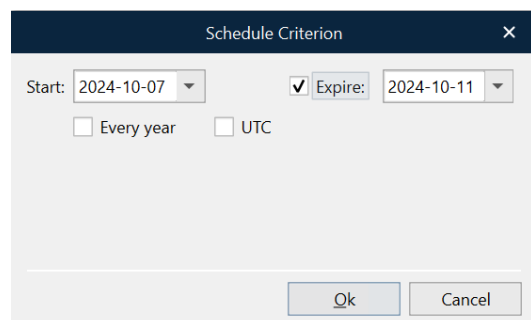 Schedule Criterion
Start: 2024-10-07 Expire: 2024-10-11
Every year UTC
Ok Cancel